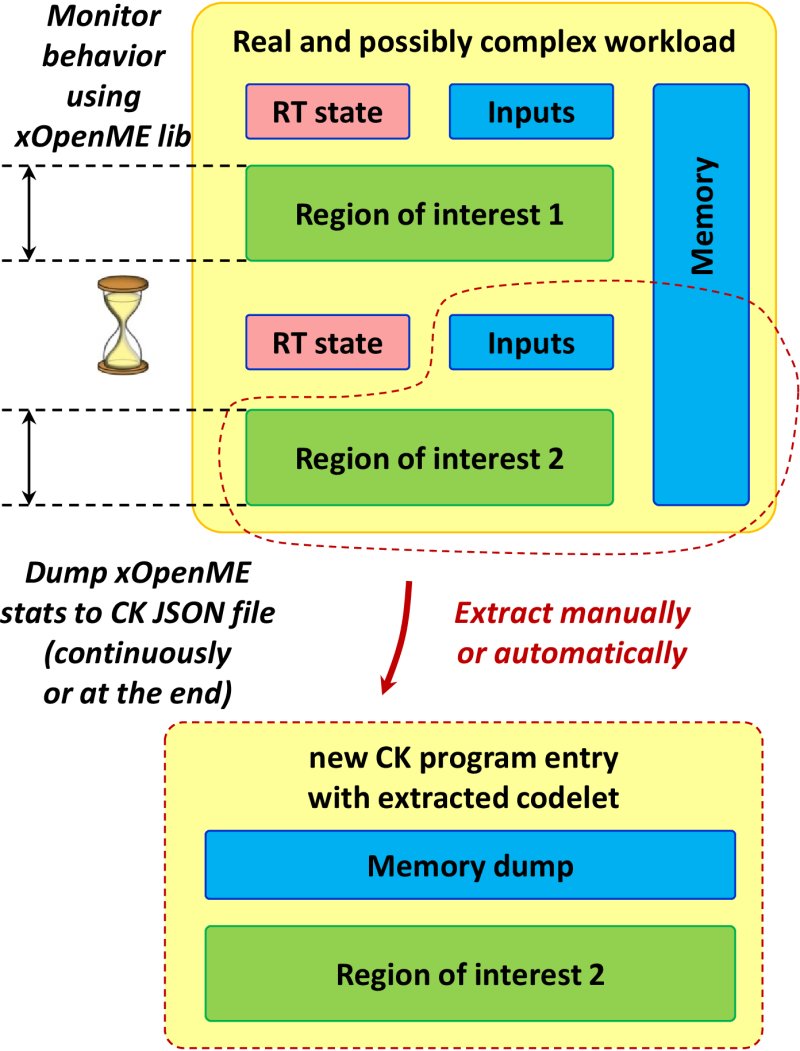 Monitor
behavior
using
xOpenME lib
Real and possibly complex workload
RT state
Inputs
Memory
Region of interest 1
RT state
Inputs
Region of interest 2
Dump xOpenME
stats to CK JSON file
(continuously
or at the end)
Extract manually
or automatically
new CK program entry
with extracted codelet
Memory dump
Region of interest 2